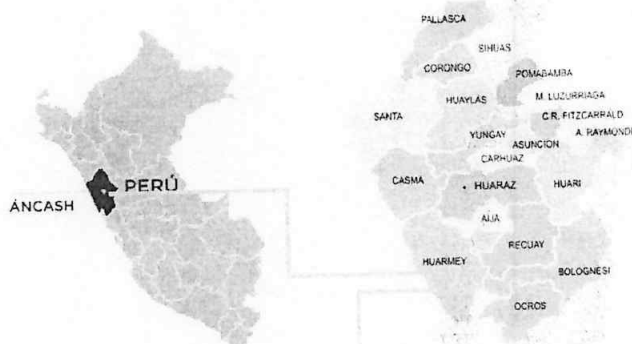 PERÚ
ÁNCASH
PALLASCA
SIHUAS
CORONGO
POMABAMBA
HUAYLAS
M. LUZURRIAGA
SANTA
C.R. FITZCARRALD
YUNGAY
A. RAYMONDI
ASUNCION
CARHUAZ
CASMA
HUARAZ
HUARI
AIJA
RECUAY
HUARMEY
BOLOGNESI
OCROS